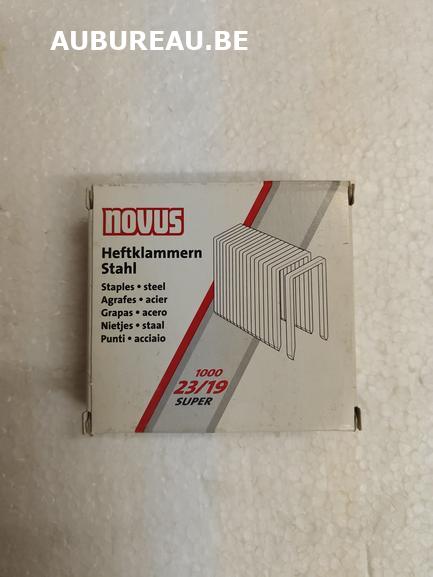 AUBUREAU.BE
novus
Heftklammern
Stahl
Staples • steel
Agrafes • acier
Grapas • acero
Nietjes • staal
Punti • acciaio
1000
23/19
SUPER